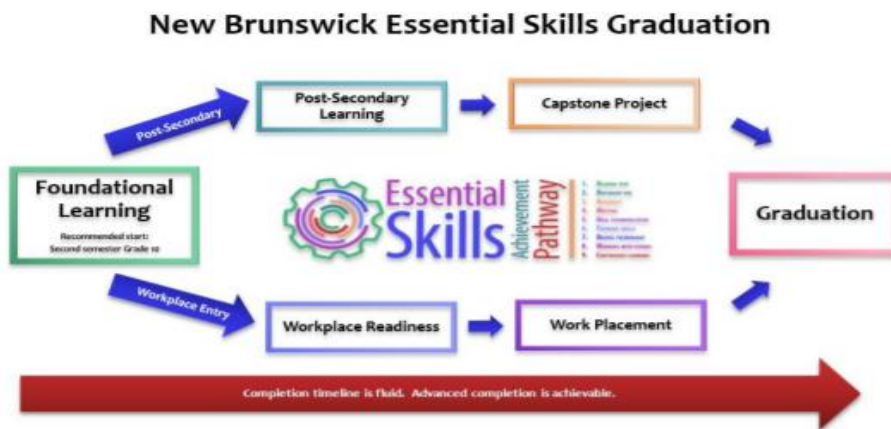 New Brunswick Essential Skills Graduation
Post-Secondary
Post-Secondary
Learning
Capstone Project
Foundational
Learning
Recommended start:
Second semester Grade 10
Essential
Skills
Achievement
Pathway
Graduation
Workplace Entry
Workplace Readiness
Work Placement
Completion timeline is fluid. Advanced completion is achievable.